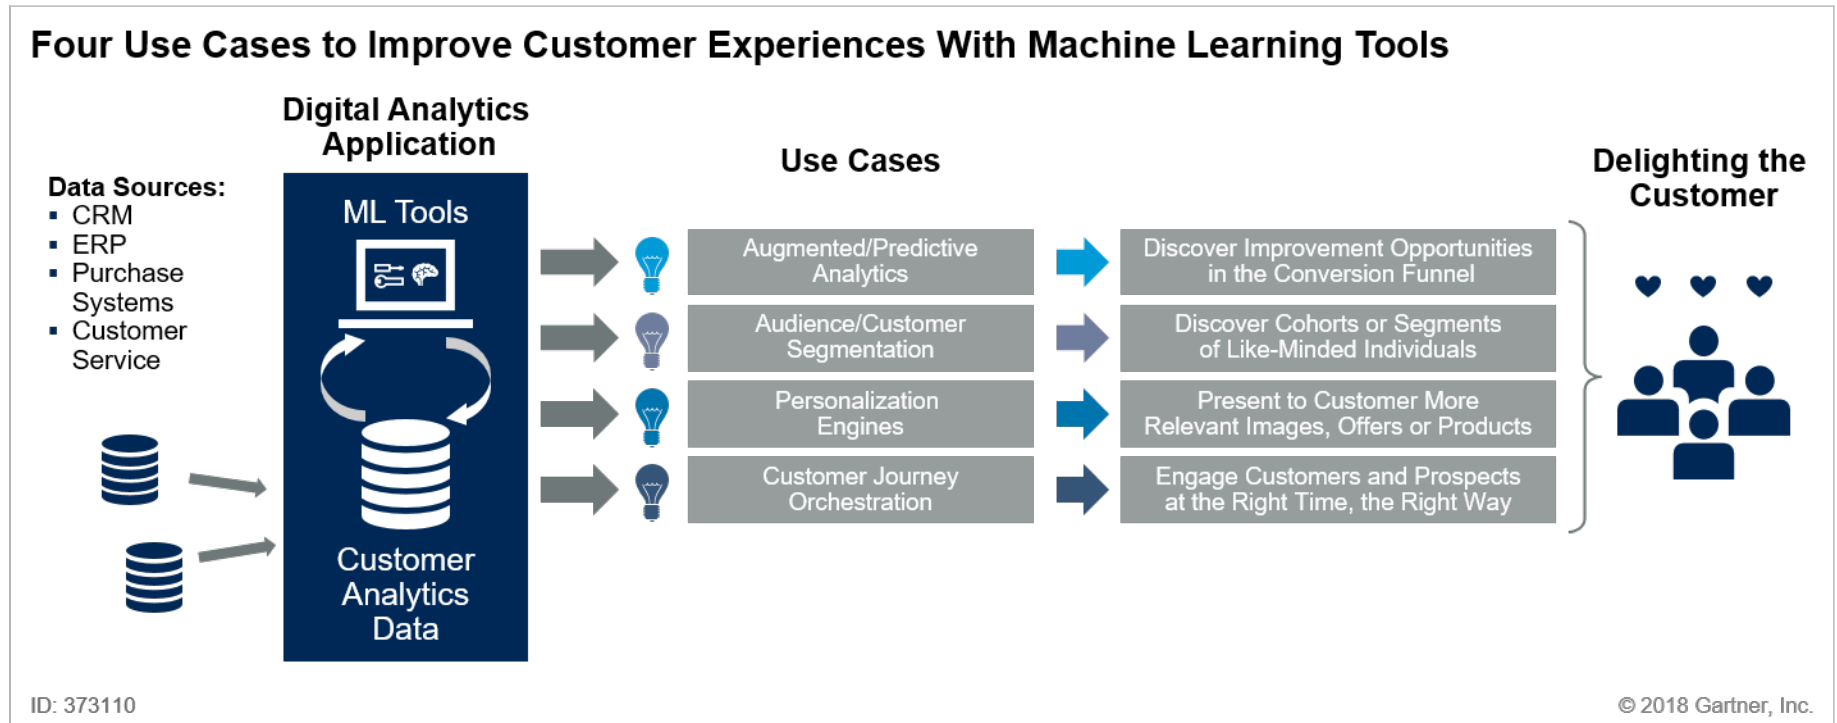 Four Use Cases to Improve Customer Experiences With Machine Learning Tools
Digital Analytics
Application
Data Sources:
▪ CRM
▪ ERP
▪ Purchase
Systems
▪ Customer
Service
ML Tools
Customer
Analytics
Data
Use Cases
Augmented/Predictive
Analytics
Discover Improvement Opportunities
in the Conversion Funnel
Audience/Customer
Segmentation
Discover Cohorts or Segments
of Like-Minded Individuals
Personalization
Engines
Present to Customer More
Relevant Images, Offers or Products
Customer Journey
Orchestration
Engage Customers and Prospects
at the Right Time, the Right Way
Delighting the
Customer
ID: 373110
© 2018 Gartner, Inc.